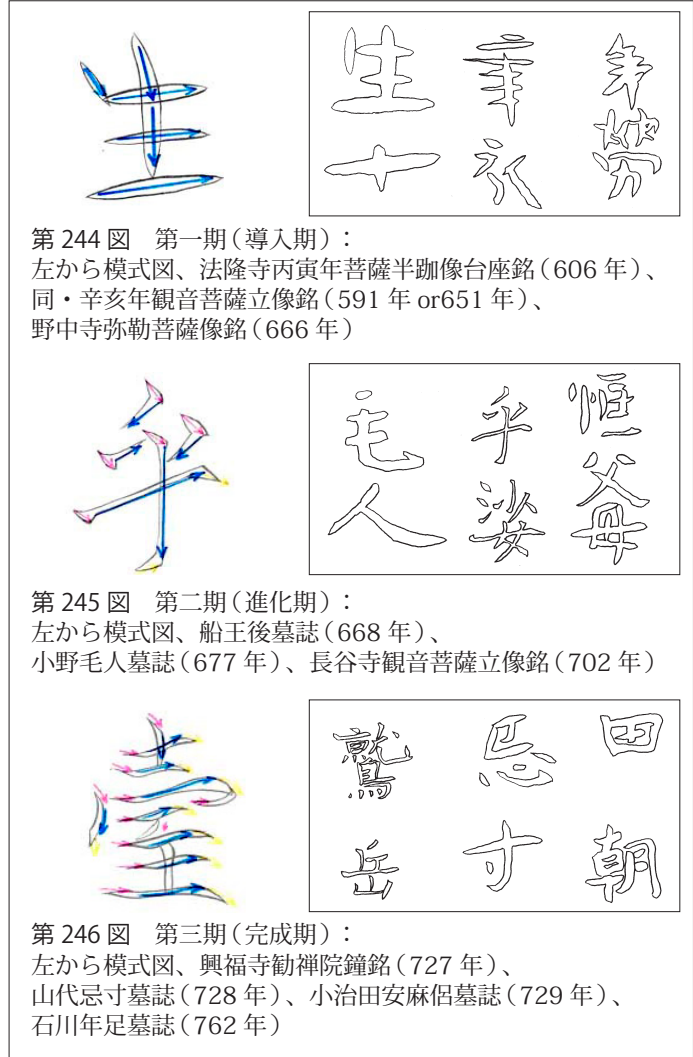 生 年 年
十 羽 労
第 244 図　第一期（導入期）：
左から模式図、法隆寺丙寅年菩薩半跏像台座銘（606 年）、
同・辛亥年観音菩薩立像銘（591 年 or651 年）、
野中寺弥勒菩薩像銘（666 年）
乎
毛 乎 恒
人 娑 父
母
第 245 図　第二期（進化期）：
左から模式図、船王後墓誌（668 年）、
小野毛人墓誌（677 年）、長谷寺観音菩薩立像銘（702 年）
鷲 忌 田
岳 寸 朝
第 246 図　第三期（完成期）：
左から模式図、興福寺勧禅院鐘銘（727 年）、
山代忌寸墓誌（728 年）、小治田安麻侶墓誌（729 年）、
石川年足墓誌（762 年）